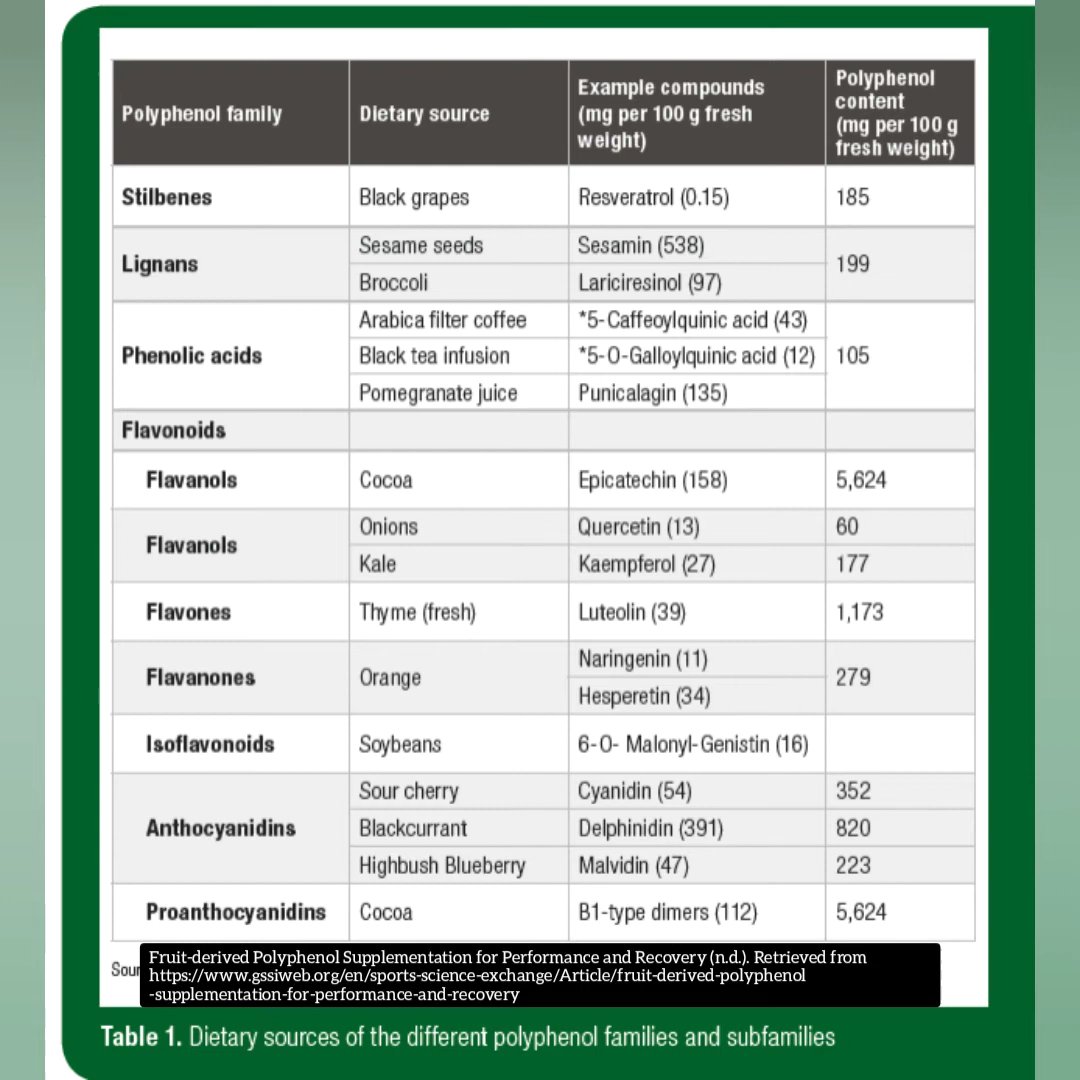 Polyphenol family | Dietary source | Example compounds (mg per 100 g fresh weight) | Polyphenol content (mg per 100 g fresh weight)
Stilbenes | Black grapes | Resveratrol (0.15) | 185
Lignans | Sesame seeds | Sesamin (538) | 199
Broccoli | Lariciresinol (97)
Phenolic acids | Arabica filter coffee | *5-Caffeoylquinic acid (43) | 105
Black tea infusion | *5-O-Galloylquinic acid (12)
Pomegranate juice | Punicalagin (135)
Flavonoids
Flavanols | Cocoa | Epicatechin (158) | 5,624
Flavanols | Onions | Quercetin (13) | 60
Kale | Kaempferol (27) | 177
Flavones | Thyme (fresh) | Luteolin (39) | 1,173
Flavanones | Orange | Naringenin (11) | 279
Hesperetin (34)
Isoflavonoids | Soybeans | 6-O- Malonyl-Genistin (16)
Anthocyanidins | Sour cherry | Cyanidin (54) | 352
Blackcurrant | Delphinidin (391) | 820
Highbush Blueberry | Malvidin (47) | 223
Proanthocyanidins | Cocoa | B1-type dimers (112) | 5,624
Fruit-derived Polyphenol Supplementation for Performance and Recovery (n.d.). Retrieved from
https://www.gssiweb.org/en/sports-science-exchange/Article/fruit-derived-polyphenol
-supplementation-for-performance-and-recovery
Table 1. Dietary sources of the different polyphenol families and subfamilies